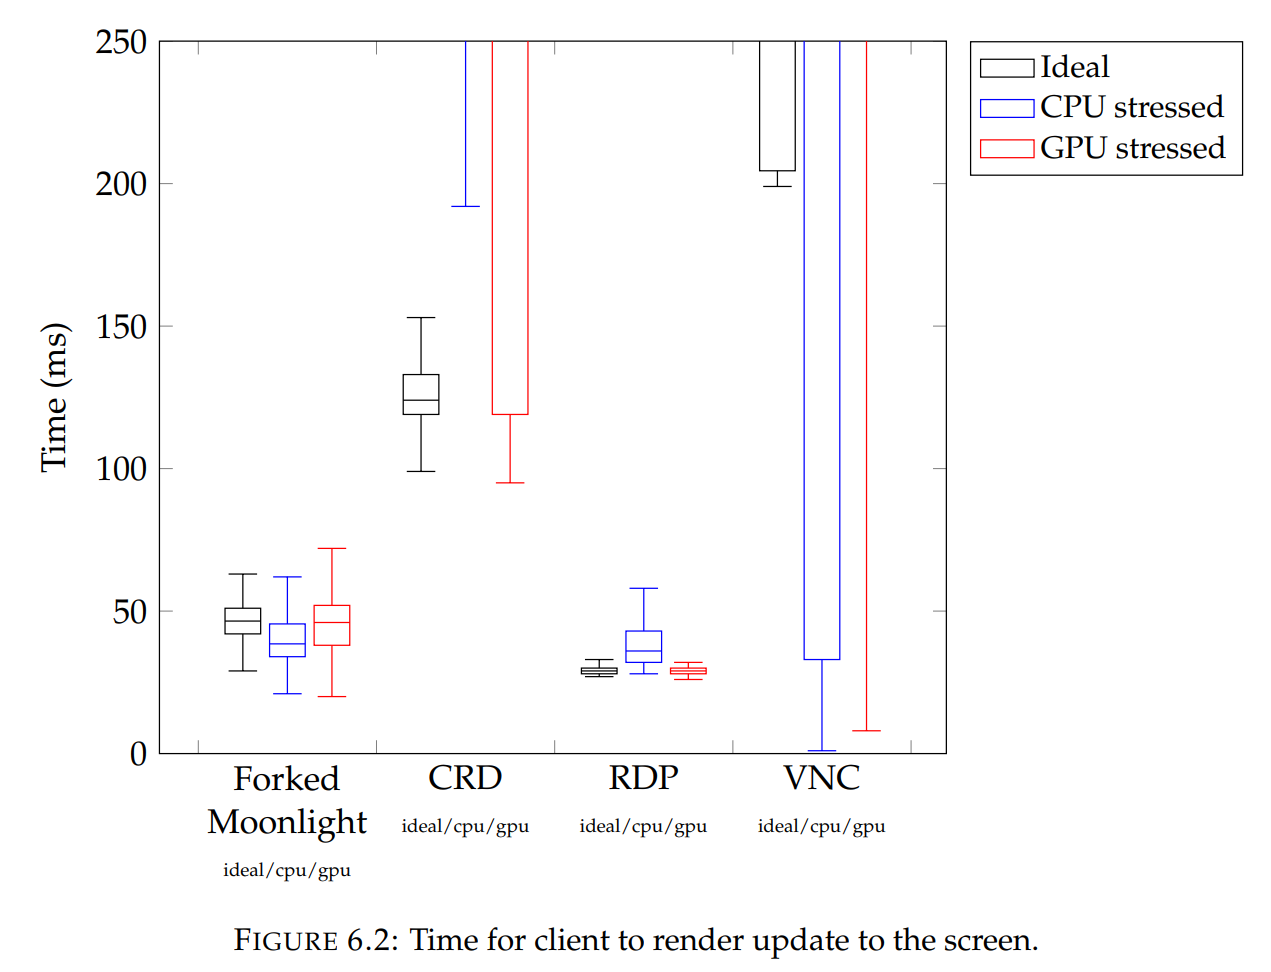 250
200
150
100
50
0
Time (ms)
Ideal
CPU stressed
GPU stressed
Forked
Moonlight
ideal/cpu/gpu
CRD
ideal/cpu/gpu
RDP
ideal/cpu/gpu
VNC
ideal/cpu/gpu
FIGURE 6.2: Time for client to render update to the screen.